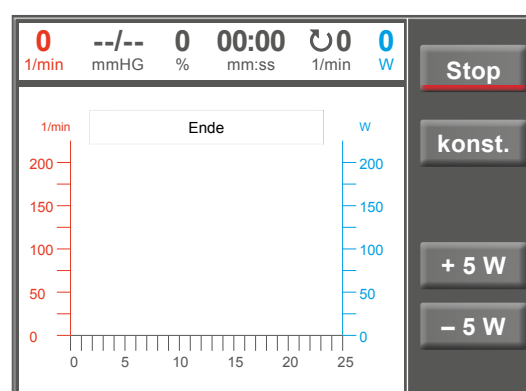 0 --/-- 0 00:00 ↻0 0
1/min mmHG % mm:ss 1/min W
Stop
1/min Ende W
konst.
200 200
150 150
100 100
+ 5 W
50 50
– 5 W
0 0
0 5 10 15 20 25